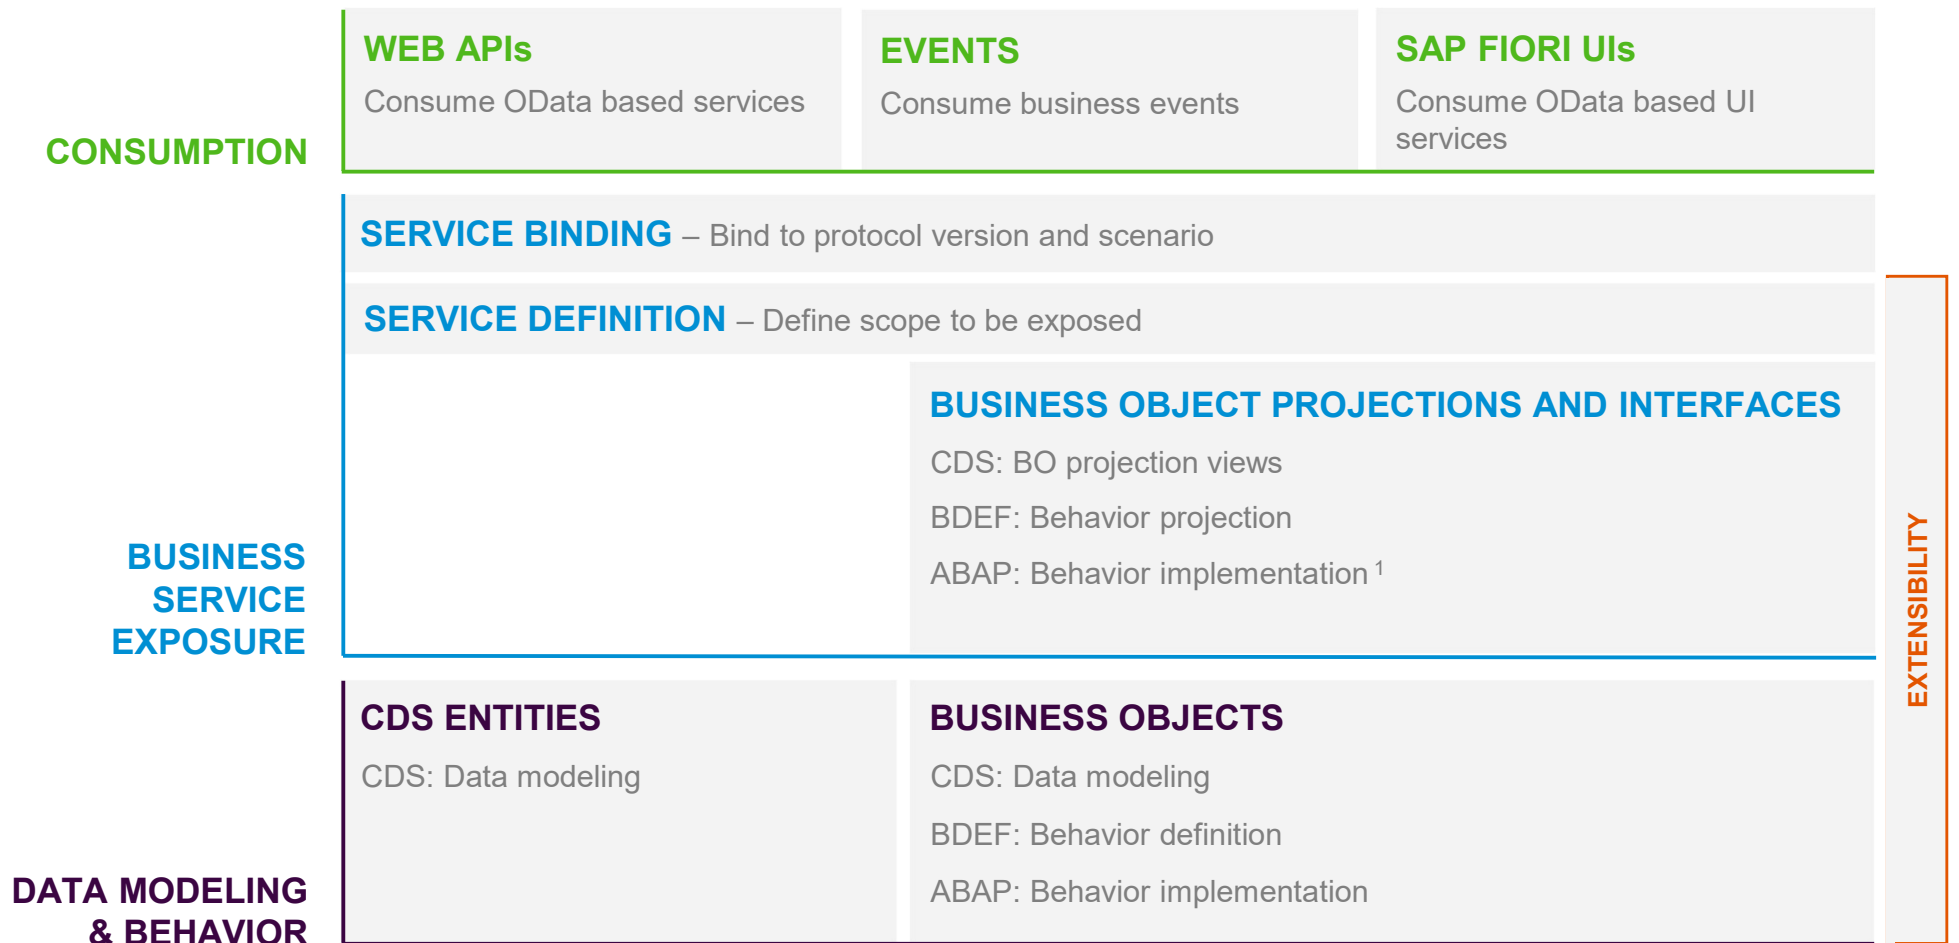 WEB APIs
Consume OData based services
EVENTS
Consume business events
SAP FIORI UIs
Consume OData based UI
services
CONSUMPTION
SERVICE BINDING – Bind to protocol version and scenario
SERVICE DEFINITION – Define scope to be exposed
BUSINESS OBJECT PROJECTIONS AND INTERFACES
CDS: BO projection views
BDEF: Behavior projection
ABAP: Behavior implementation 1
BUSINESS
SERVICE
EXPOSURE
EXTENSIBILITY
CDS ENTITIES
CDS: Data modeling
BUSINESS OBJECTS
CDS: Data modeling
BDEF: Behavior definition
ABAP: Behavior implementation
DATA MODELING
& BEHAVIOR